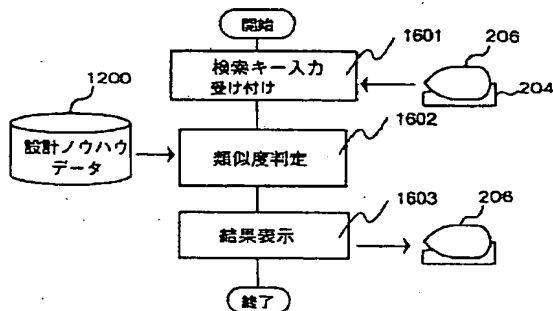 開始
1601
検索キー入力
受け付け
206
204
1200
設計ノウハウ
データ
1602
類似度判定
1603
結果表示
206
終了